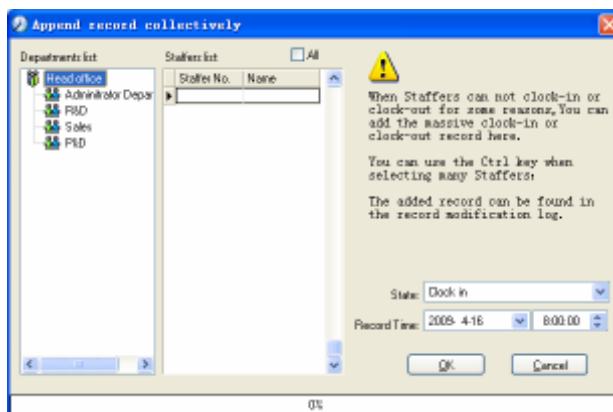 Append record collectively
Departments list
Staffers list
All
Head office
Adminitrator Depar
R&D
Sales
P&D
Staffer No.
Name
When Staffers can not clock-in or
clock-out for some reasons,You can
add the massive clock-in or
clock-out record here.
You can use the Ctrl key when
selecting many Staffers;
The added record can be found in
the record modification log.
State: Clock in
Record Time: 2009- 4-16 8:00:00
OK
Cancel
0%